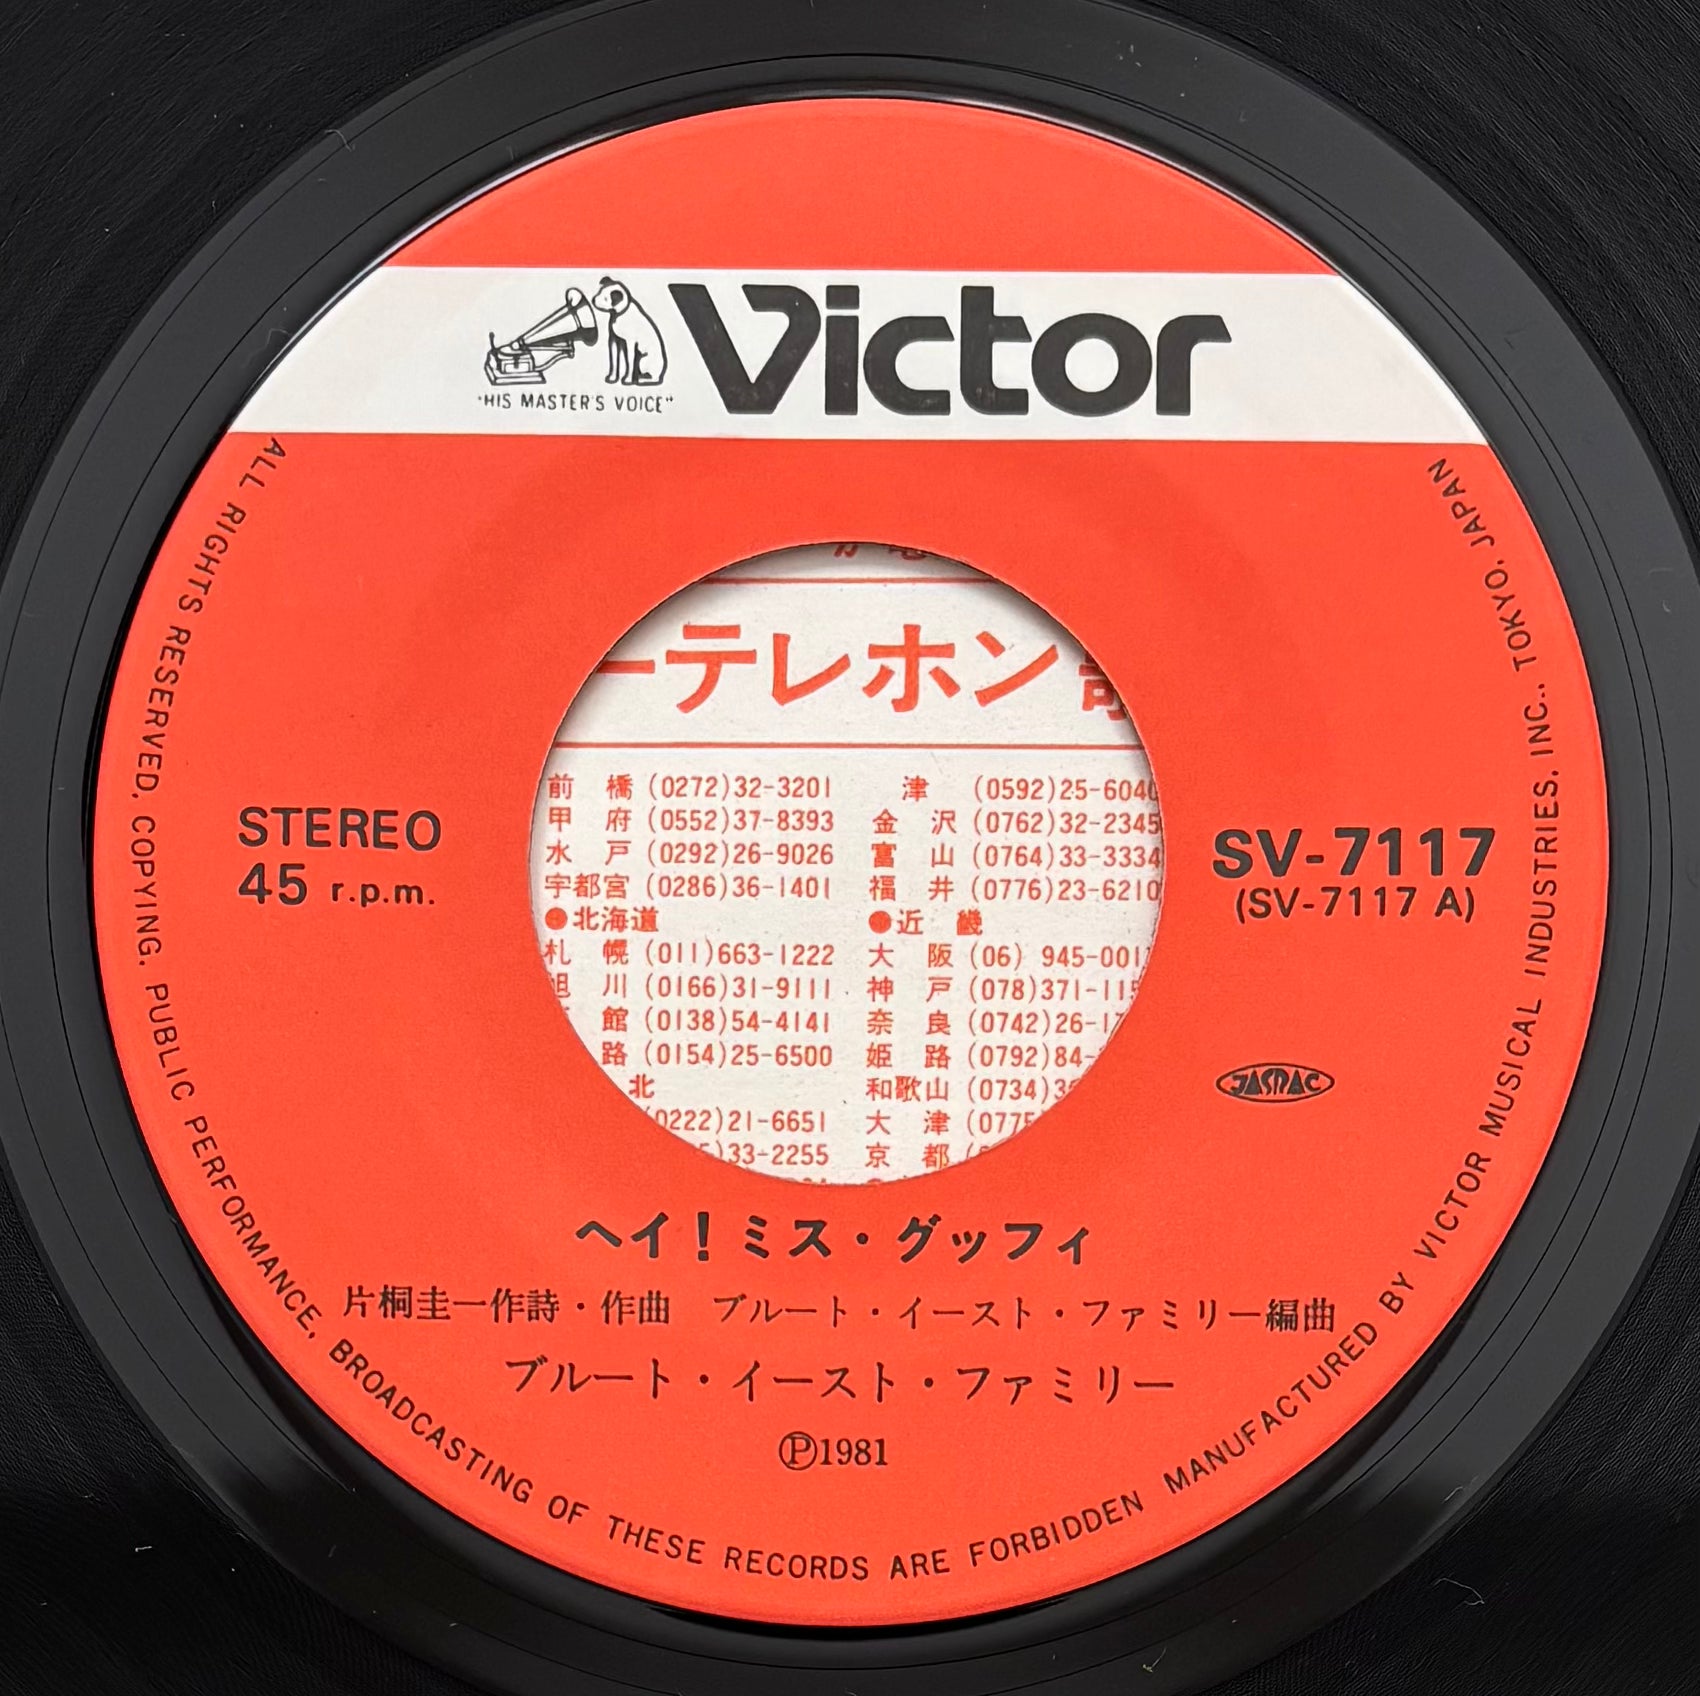 Victor
"HIS MASTER'S VOICE"
ALL RIGHTS RESERVED. COPYING. PUBLIC PERFORMANCE, BROADCASTING OF THESE RECORDS ARE FORBIDDEN MANUFACTURED BY VICTOR MUSICAL INDUSTRIES, INC., TOKYO, JAPAN
STEREO
45 r.p.m.
SV-7117
(SV-7117 A)
JASRAC
ーテレホン
前橋 (0272)32-3201
甲府 (0552)37-8393
水戸 (0292)26-9026
宇都宮 (0286)36-1401
●北海道
札幌 (011)663-1222
旭川 (0166)31-9111
館 (0138)54-4141
路 (0154)25-6500
北
(0222)21-6651
)33-2255
津 (0592)25-604
金沢 (0762)32-2345
富山 (0764)33-3334
福井 (0776)23-6210
●近畿
大阪 (06) 945-001
神戸 (078)371-115
奈良 (0742)26-17
姫路 (0792)84-
和歌山 (0734)3
大津 (0775
京都 (
ヘイ！ミス・グッフィ
片桐圭一作詩・作曲 ブルート・イースト・ファミリー編曲
ブルート・イースト・ファミリー
Ⓟ1981